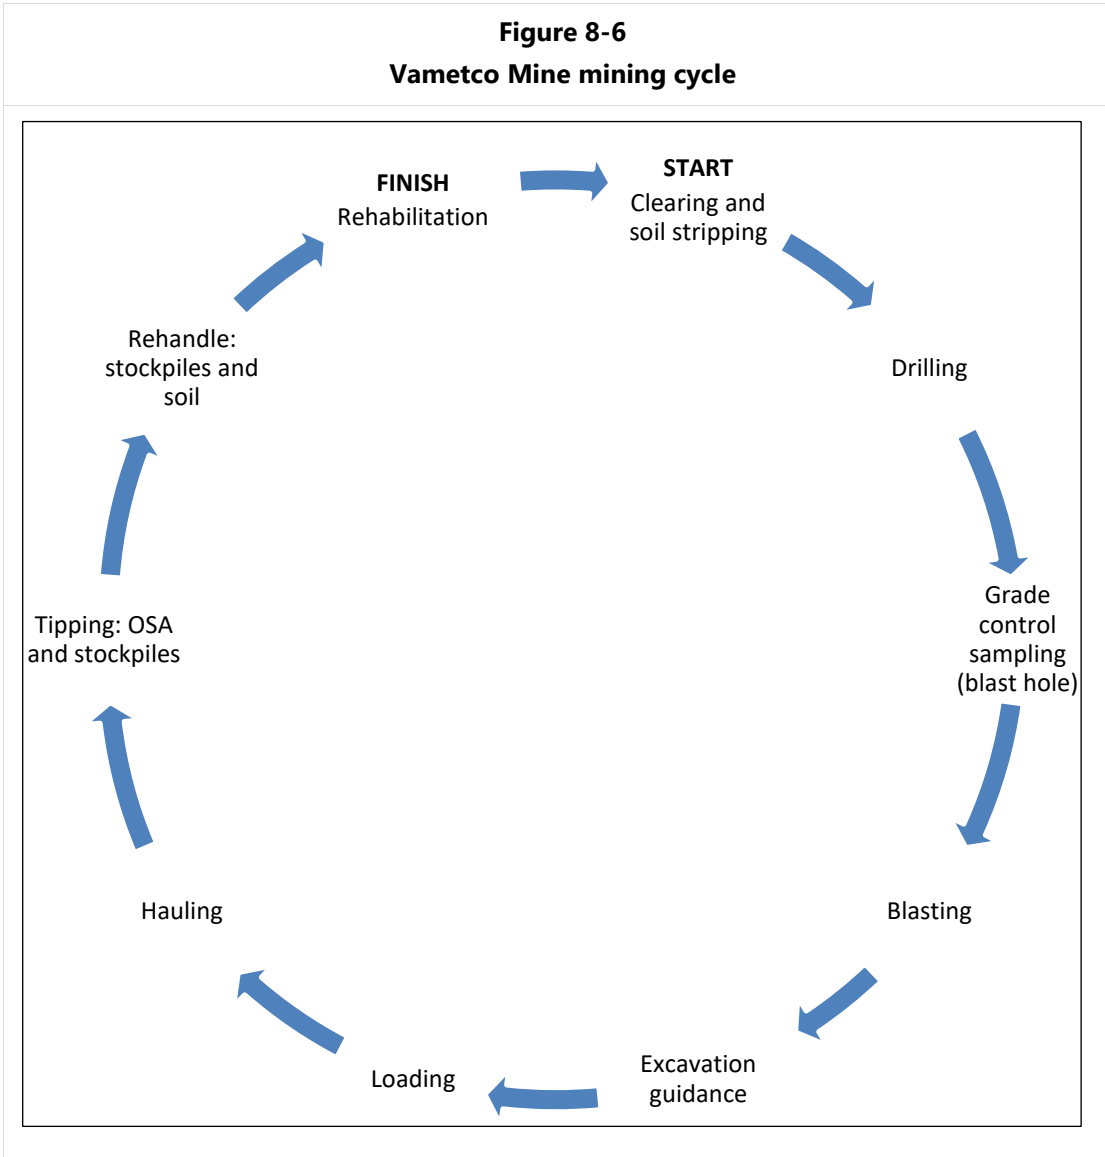 Figure 8-6
Vametco Mine mining cycle
START
Clearing and
soil stripping
Drilling
Grade
control
sampling
(blast hole)
Blasting
Excavation
guidance
Loading
Hauling
Tipping: OSA
and stockpiles
Rehandle:
stockpiles and
soil
FINISH
Rehabilitation